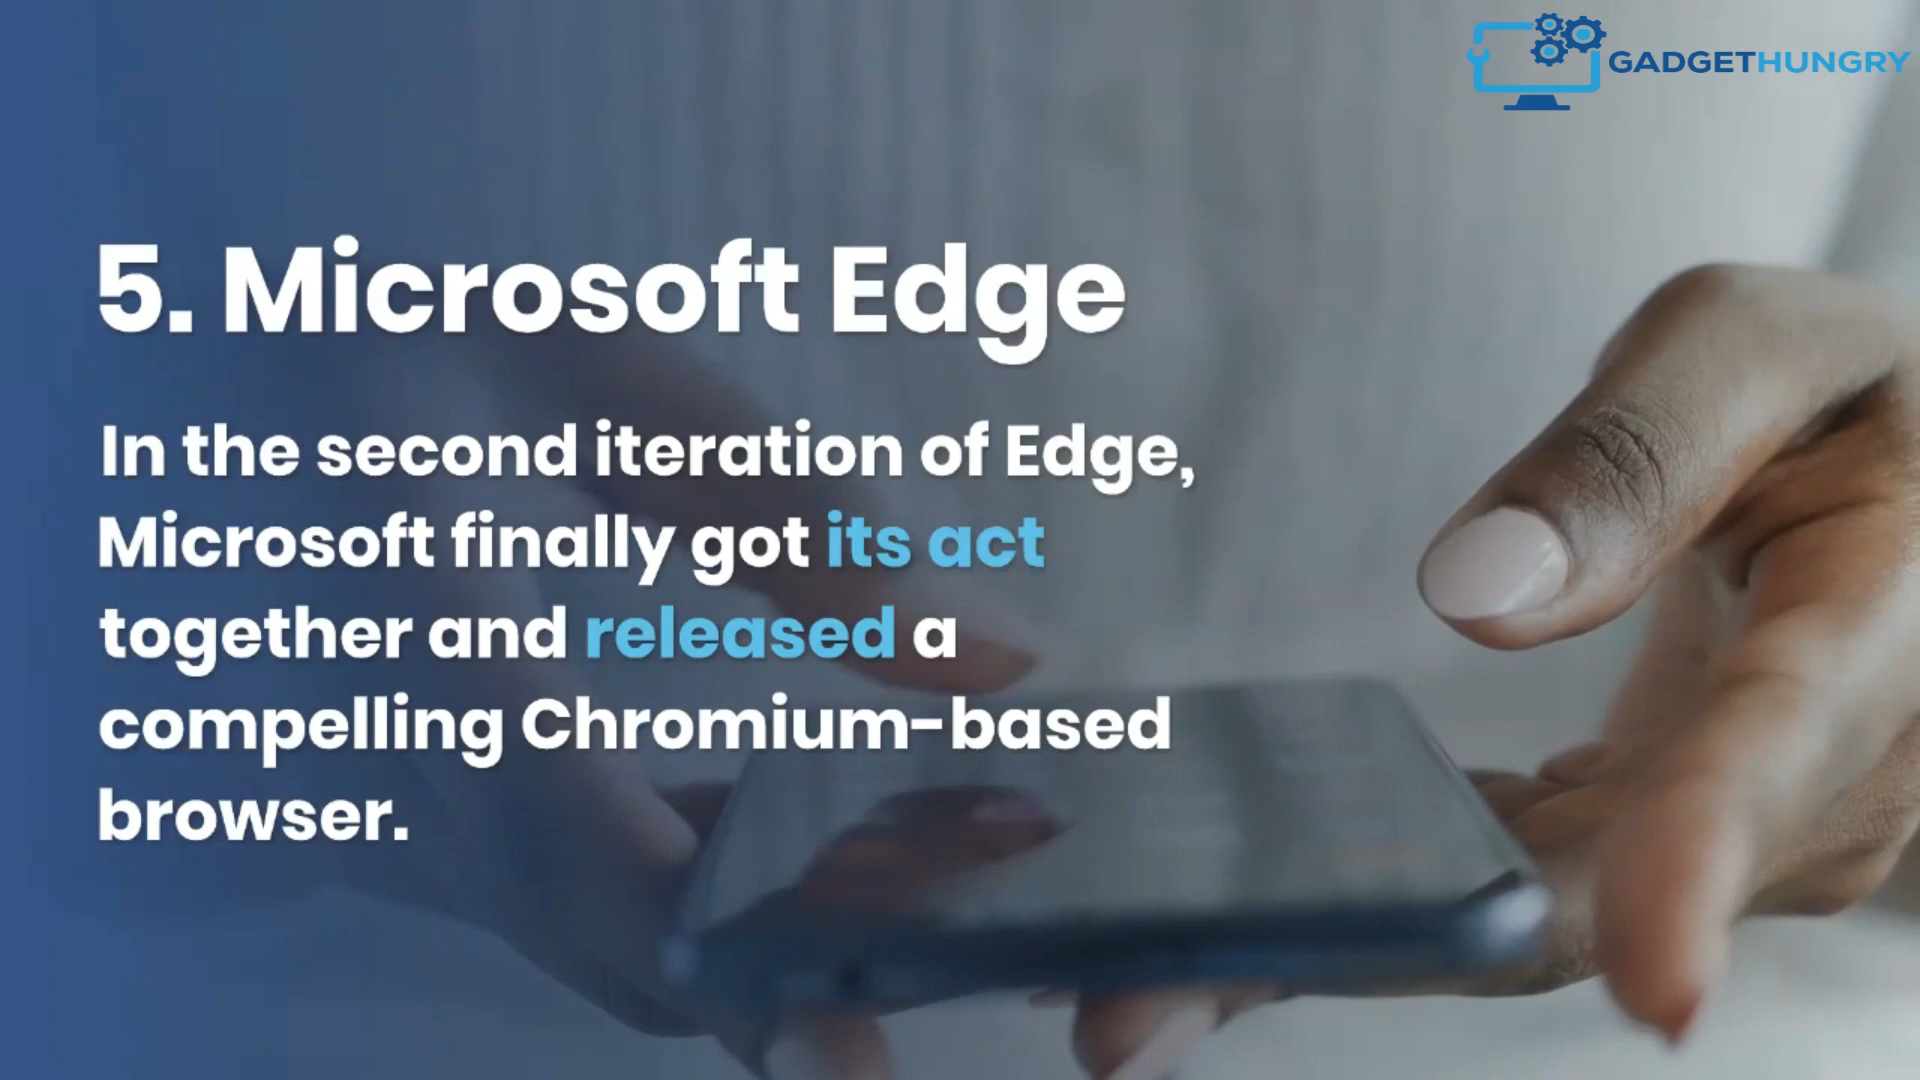 GADGETHUNGRY
5. Microsoft Edge
In the second iteration of Edge,
Microsoft finally got its act
together and released a
compelling Chromium-based
browser.